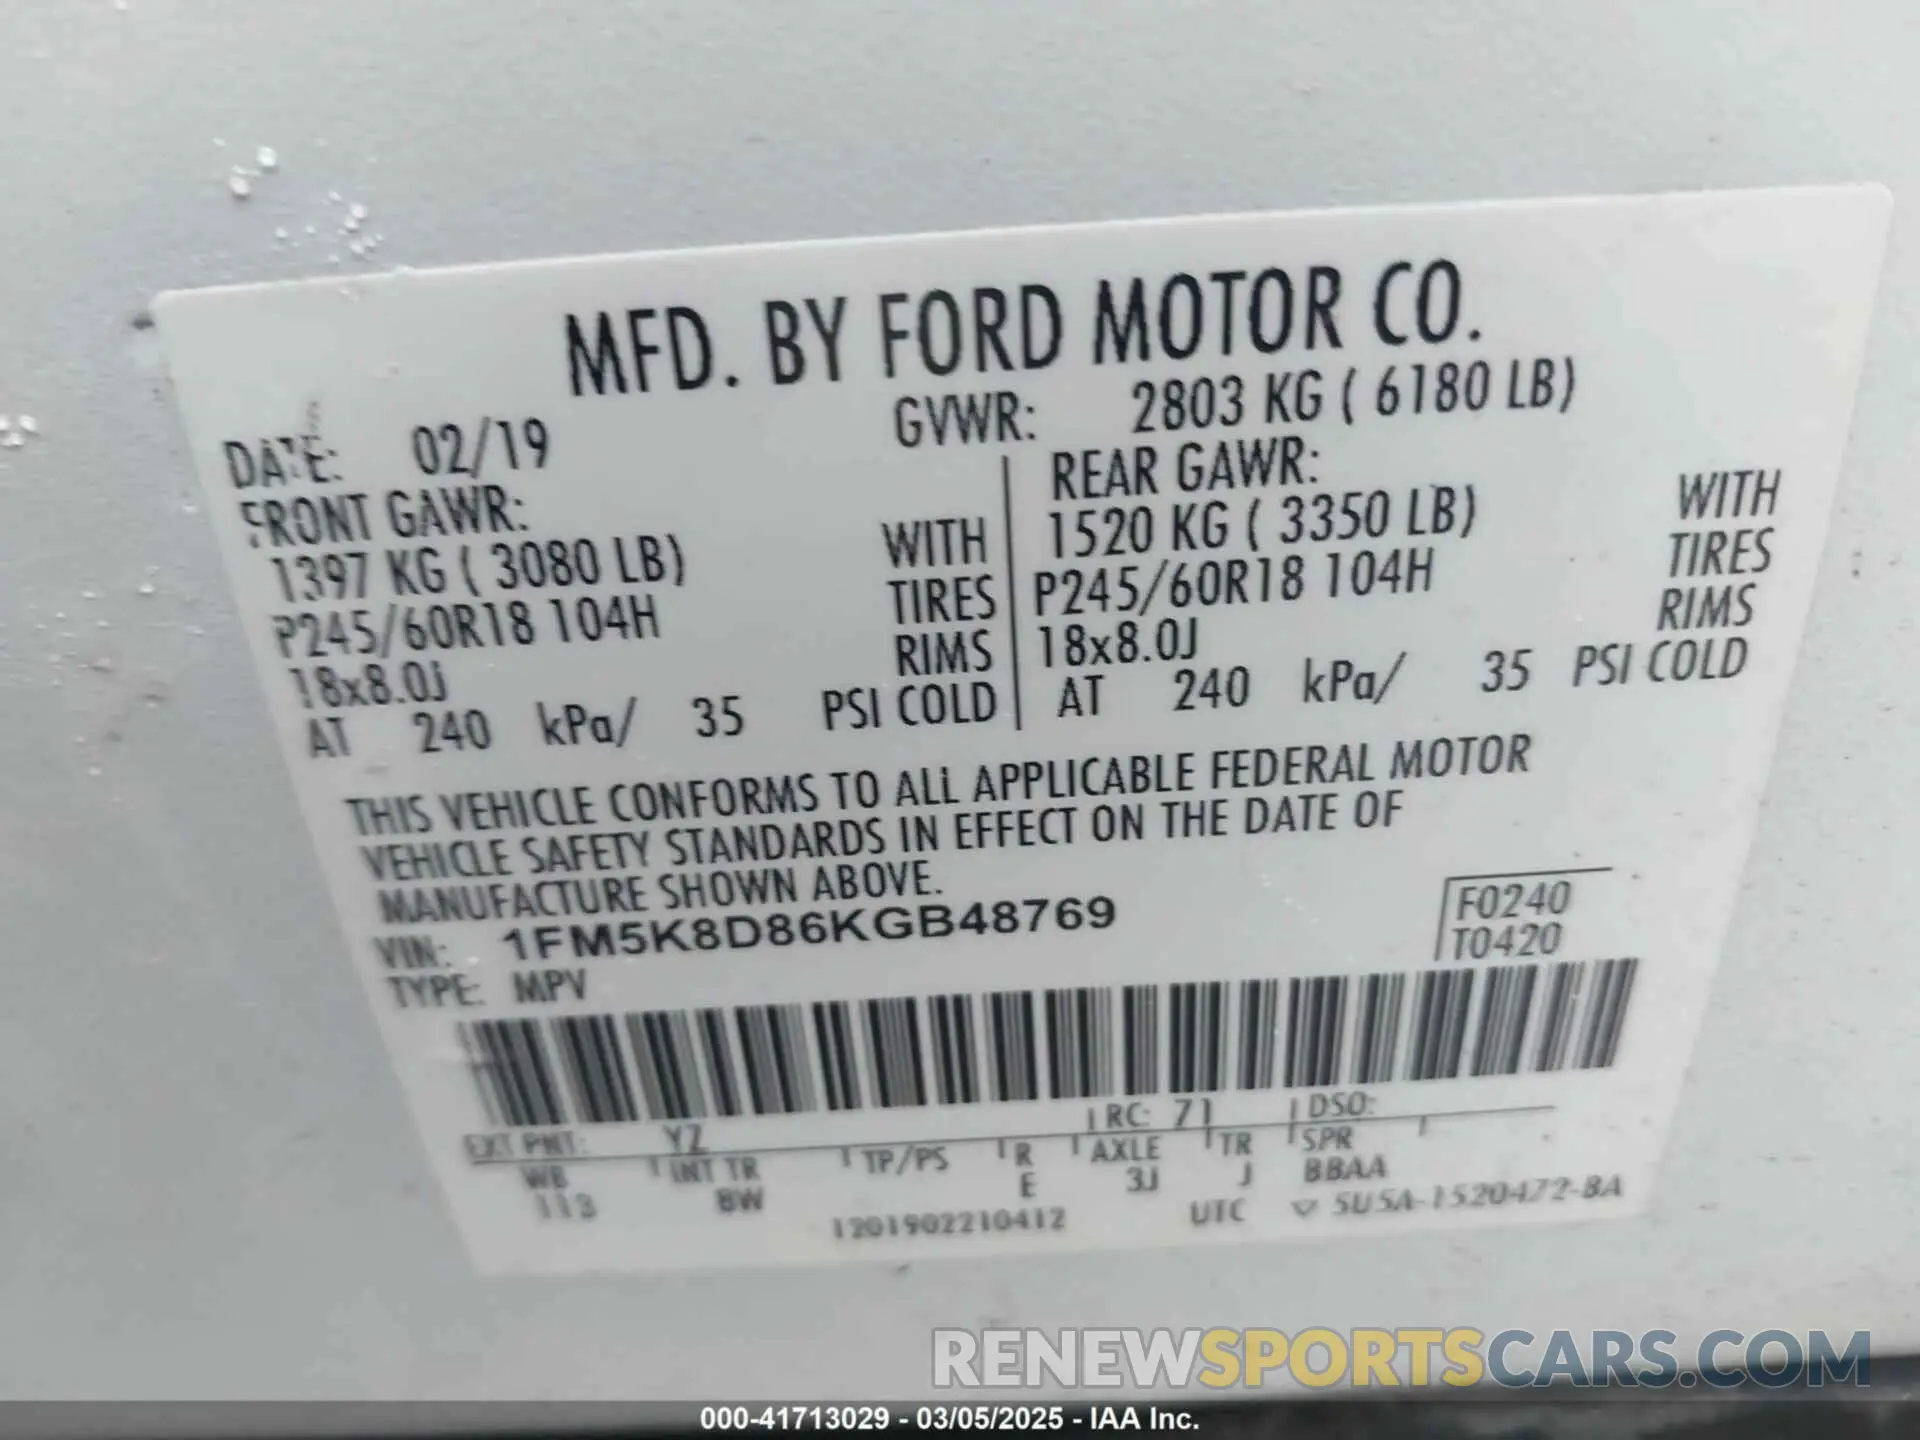 MFD. BY FORD MOTOR CO.
DATE: 02/19 GVWR: 2803 KG ( 6180 LB)
FRONT GAWR: REAR GAWR:
1397 KG ( 3080 LB) WITH 1520 KG ( 3350 LB) WITH
P245/60R18 104H TIRES P245/60R18 104H TIRES
18x8.0J RIMS 18x8.0J RIMS
AT 240 kPa/ 35 PSI COLD AT 240 kPa/ 35 PSI COLD
THIS VEHICLE CONFORMS TO ALL APPLICABLE FEDERAL MOTOR
VEHICLE SAFETY STANDARDS IN EFFECT ON THE DATE OF
MANUFACTURE SHOWN ABOVE.
VIN: 1FM5K8D86KGB48769 F0240
TYPE: MPV T0420
EXT PNT: YZ RC: 71 DSO:
WB INT TR TP/PS R AXLE TR SPR
113 8W E 3J J BBAA
1201902210412 UTC 5U5A-1520472-BA
RENEWSPORTSCARS.COM
000-41713029 - 03/05/2025 - IAA Inc.